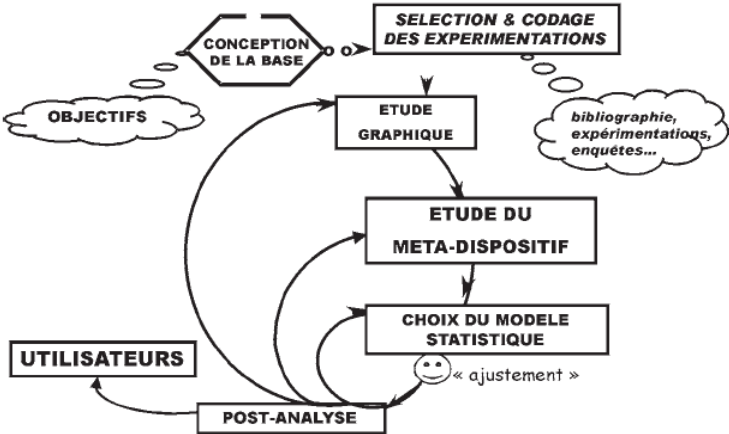 SELECTION & CODAGE
DES EXPERIMENTATIONS
CONCEPTION
DE LA BASE
OBJECTIFS
bibliographie,
expérimentations,
enquêtes...
ETUDE
GRAPHIQUE
ETUDE DU
META-DISPOSITIF
CHOIX DU MODELE
STATISTIQUE
UTILISATEURS
« ajustement »
POST-ANALYSE